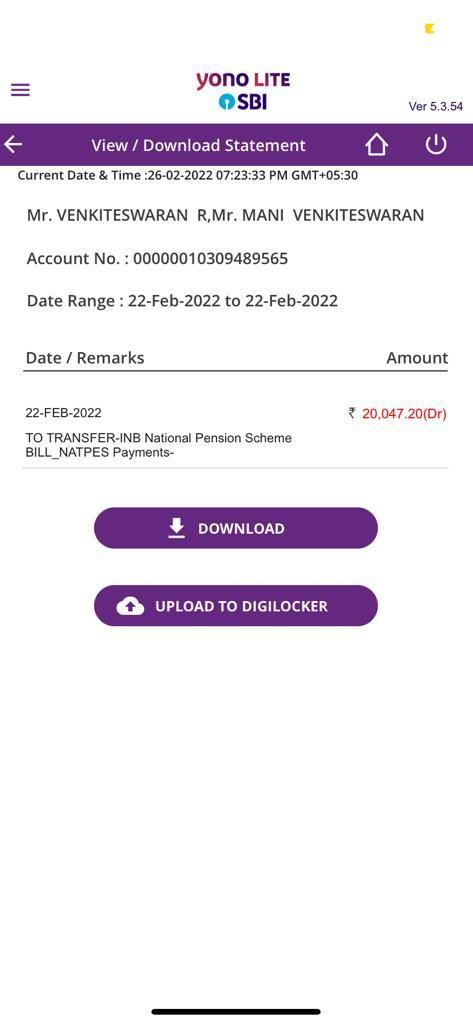 yono LITE
SBI
Ver 5.3.54
View / Download Statement
Current Date & Time :26-02-2022 07:23:33 PM GMT+05:30
Mr. VENKITESWARAN R,Mr. MANI VENKITESWARAN
Account No. : 00000010309489565
Date Range : 22-Feb-2022 to 22-Feb-2022
Date / Remarks Amount
22-FEB-2022 ₹ 20,047.20(Dr)
TO TRANSFER-INB National Pension Scheme
BILL_NATPES Payments-
DOWNLOAD
UPLOAD TO DIGILOCKER